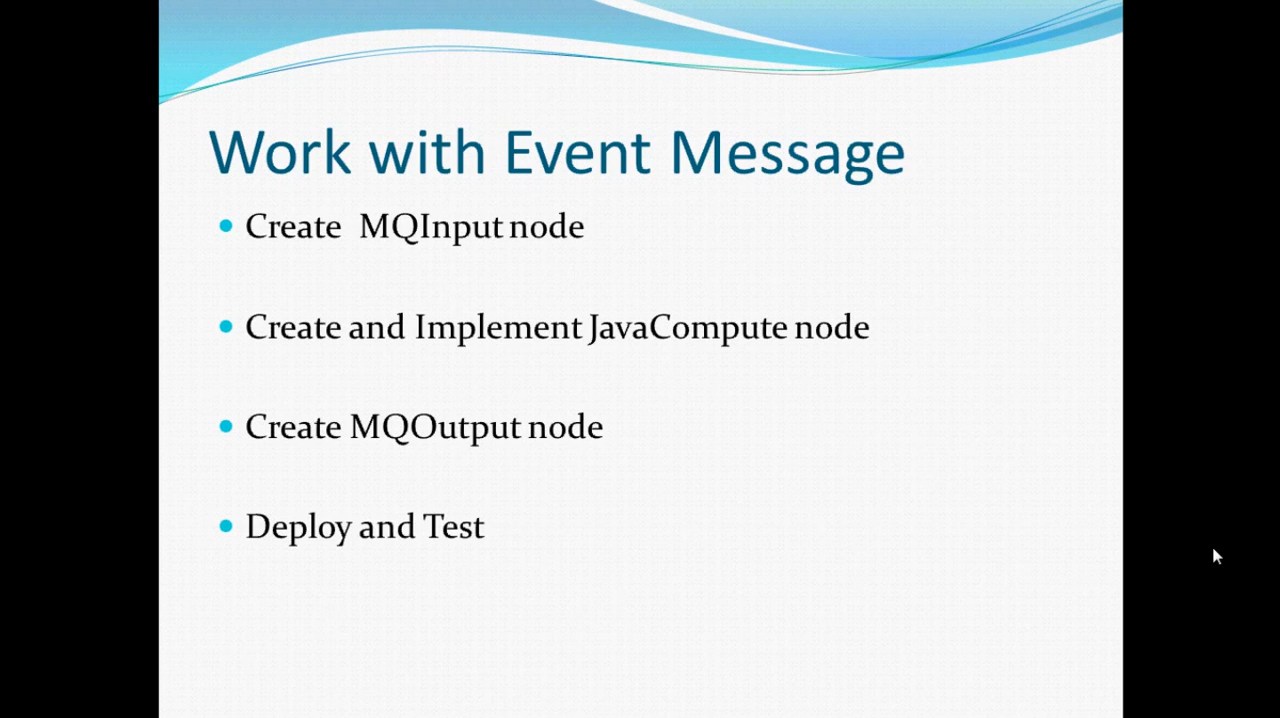 Work with Event Message
• Create MQInput node
• Create and Implement JavaCompute node
• Create MQOutput node
• Deploy and Test